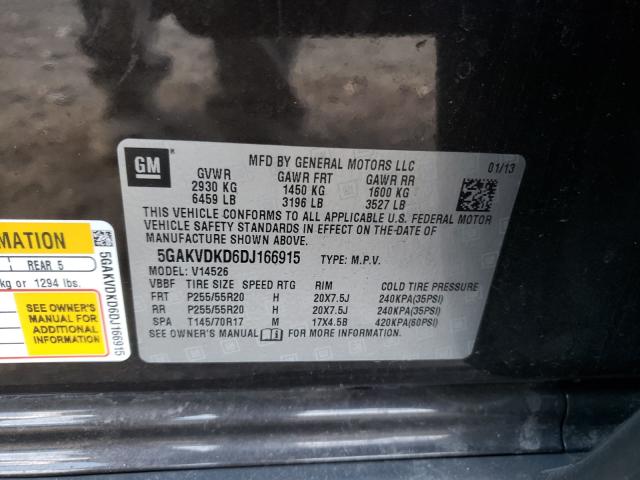 GM
MFD BY GENERAL MOTORS LLC 01/13
GVWR GAWR FRT GAWR RR
2930 KG 1450 KG 1600 KG
6459 LB 3196 LB 3527 LB
THIS VEHICLE CONFORMS TO ALL APPLICABLE U.S. FEDERAL MOTOR
VEHICLE SAFETY STANDARDS IN EFFECT ON THE-DATE-OF
MANUFACTURE SHOWN ABOVE.
5GAKVDKD6DJ166915 TYPE: M.P.V.
MODEL: V14526
VBBF TIRE SIZE SPEED RTG RIM COLD TIRE PRESSURE
FRT P255/55R20 H 20X7.5J 240KPA(35PSI)
RR P255/55R20 H 20X7.5J 240KPA(35PSI)
SPA T145/70R17 M 17X4.5B 420KPA(60PSI)
SEE OWNER'S MANUAL FOR MORE INFORMATION.
MATION
REAR 5
kg or 1294 lbs.
SEE OWNER'S
MANUAL FOR
ADDITIONAL
INFORMATION
5GAKVDKD6DJ166915